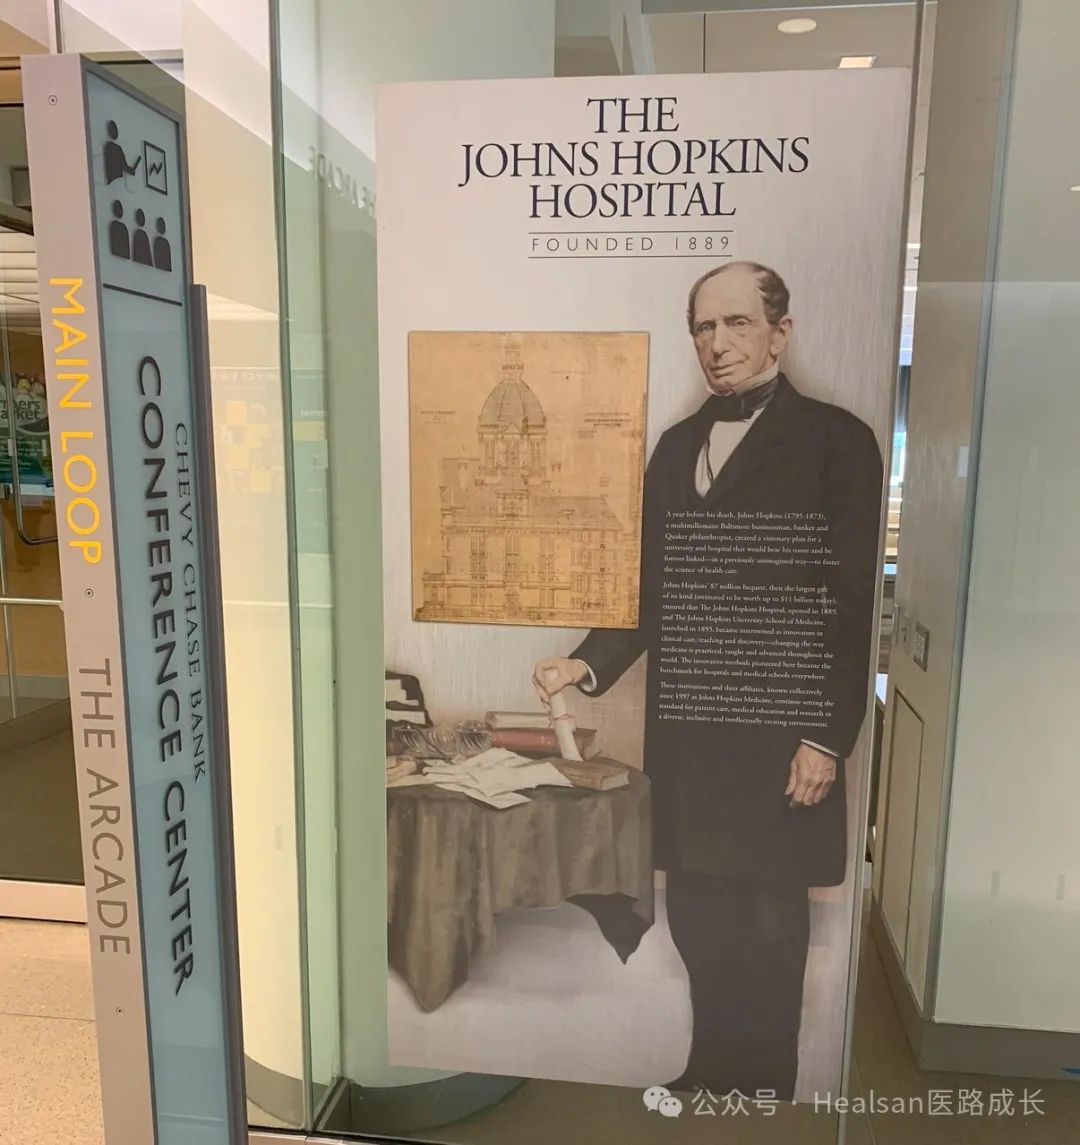 MAIN LOOP
THE ARCADE
CHEVY CHASE BANK
CONFERENCE CENTER
THE
JOHNS HOPKINS
HOSPITAL
FOUNDED 1889
A year before his death, Johns Hopkins (1795-1873),
a multimillionaire Baltimore businessman, banker and
Quaker philanthropist, created a visionary plan for a
university and hospital that would bear his name and be
forever linked—in a previously unimagined way—to foster
the science of health care.
Johns Hopkins' $7 million bequest, then the largest gift
of its kind (estimated to be worth up to $11 billion today),
ensured that The Johns Hopkins Hospital, opened in 1889,
and The Johns Hopkins University School of Medicine,
launched in 1893, became intertwined as innovators in
clinical care, teaching and discovery—changing the way
medicine is practiced, taught and advanced throughout the
world. The innovative methods pioneered here became the
benchmark for hospitals and medical schools everywhere.
These institutions and their affiliates, known collectively
since 1997 as Johns Hopkins Medicine, continue setting the
standard for patient care, medical education and research in
a diverse, inclusive and intellectually exciting environment.
公众号 · Healsan医路成长